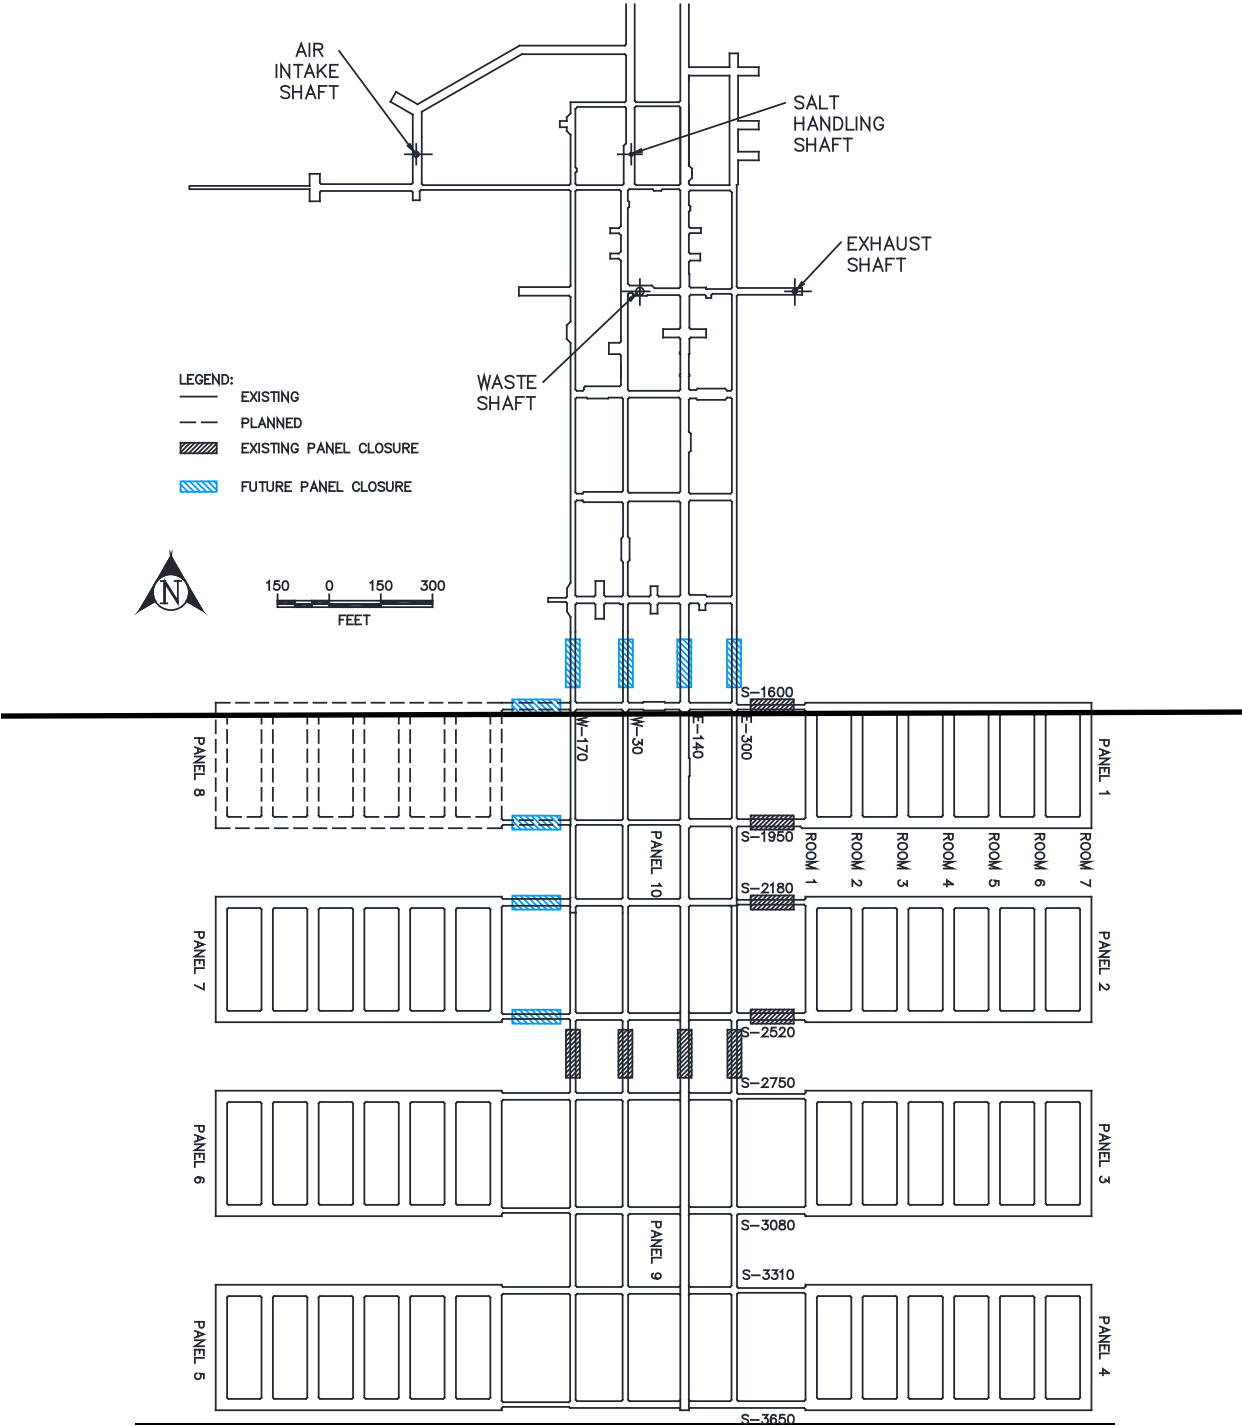 AIR
INTAKE
SHAFT
SALT
HANDLING
SHAFT
EXHAUST
SHAFT
WASTE
SHAFT
LEGEND:
EXISTING
PLANNED
EXISTING PANEL CLOSURE
FUTURE PANEL CLOSURE
N
150 0 150 300
FEET
S-1600
W-170
W-30
E-140
E-300
PANEL 8
PANEL 1
S-1950
PANEL 10
ROOM 1
ROOM 2
ROOM 3
ROOM 4
ROOM 5
ROOM 6
ROOM 7
S-2180
PANEL 7
PANEL 2
S-2520
S-2750
PANEL 6
PANEL 3
S-3080
PANEL 9
S-3310
PANEL 5
PANEL 4
S-3650